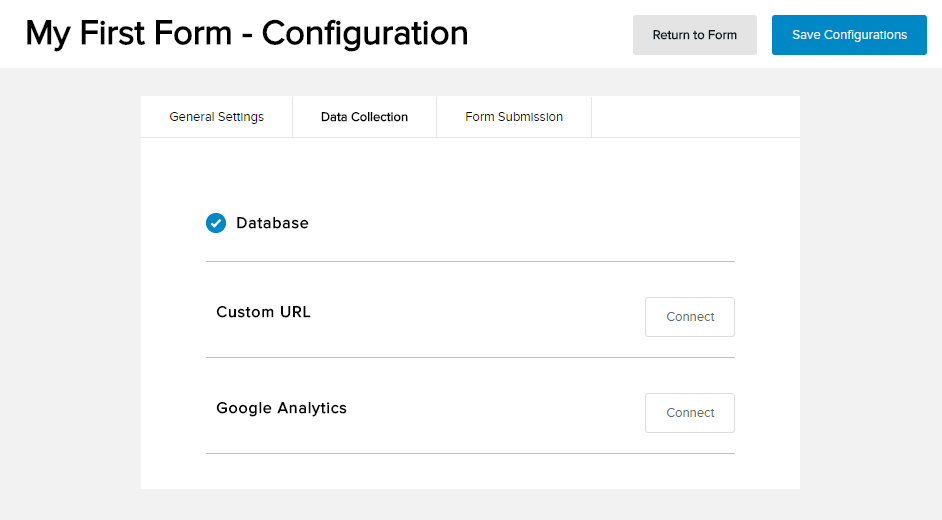 My First Form - Configuration
Return to Form
Save Configurations
General Settings
Data Collection
Form Submission
Database
Custom URL
Connect
Google Analytics
Connect